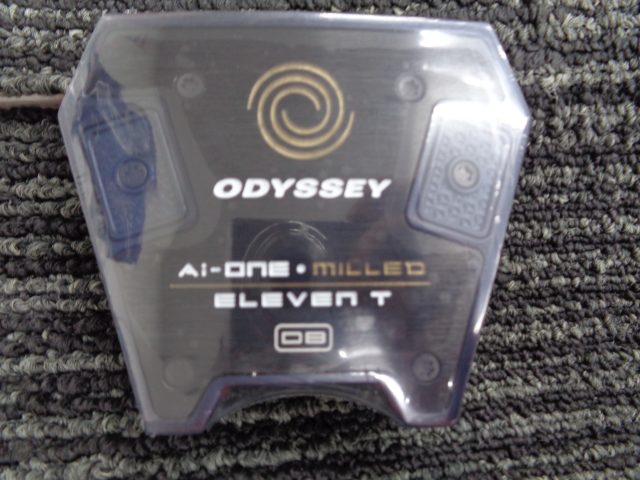 ODYSSEY
Ai-ONE • MILLED
ELEVEN T
DB